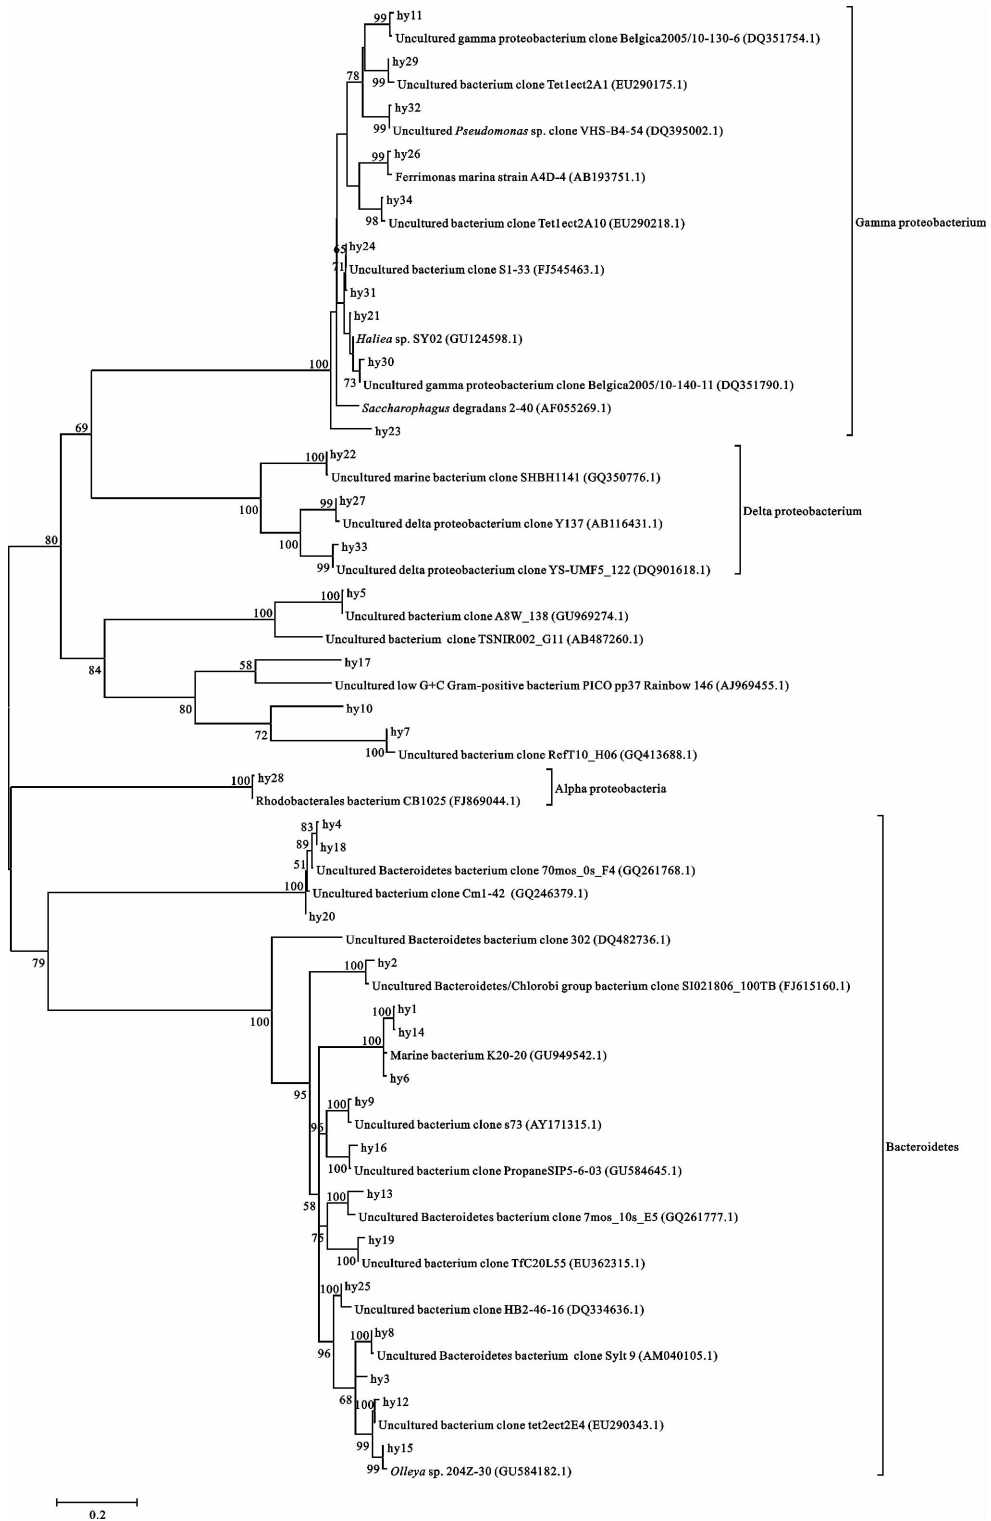 99 hy11
Uncultured gamma proteobacterium clone Belgica2005/10-130-6 (DQ351754.1)
hy29
78
99 Uncultured bacterium clone Tet1ect2A1 (EU290175.1)
hy32
99 Uncultured Pseudomonas sp. clone VHS-B4-54 (DQ395002.1)
99 hy26
Ferrimonas marina strain A4D-4 (AB193751.1)
hy34
98 Uncultured bacterium clone Tet1ect2A10 (EU290218.1)
Gamma proteobacterium
65 hy24
71 Uncultured bacterium clone S1-33 (FJ545463.1)
hy31
hy21
Haliea sp. SY02 (GU124598.1)
100 hy30
73 Uncultured gamma proteobacterium clone Belgica2005/10-140-11 (DQ351790.1)
Saccharophagus degradans 2-40 (AF055269.1)
69 hy23
100 hy22
Uncultured marine bacterium clone SHBH1141 (GQ350776.1)
99 hy27
100 Delta proteobacterium
Uncultured delta proteobacterium clone Y137 (AB116431.1)
80 100 hy33
99 Uncultured delta proteobacterium clone YS-UMF5_122 (DQ901618.1)
100 hy5
100 Uncultured bacterium clone A8W_138 (GU969274.1)
Uncultured bacterium clone TSNIR002_G11 (AB487260.1)
84 58 hy17
Uncultured low G+C Gram-positive bacterium PICO pp37 Rainbow 146 (AJ969455.1)
80 hy10
72 hy7
100 Uncultured bacterium clone RefT10_H06 (GQ413688.1)
100 hy28
Alpha proteobacteria
Rhodobacterales bacterium CB1025 (FJ869044.1)
83 hy4
89 hy18
51 Uncultured Bacteroidetes bacterium clone 70mos_0s_F4 (GQ261768.1)
100 Uncultured bacterium clone Cm1-42 (GQ246379.1)
hy20
Uncultured Bacteroidetes bacterium clone 302 (DQ482736.1)
79 100 hy2
Uncultured Bacteroidetes/Chlorobi group bacterium clone SI021806_100TB (FJ615160.1)
100 hy1
100 hy14
100 Marine bacterium K20-20 (GU949542.1)
hy6
95 100 hy9
96 Uncultured bacterium clone s73 (AY171315.1)
hy16
Bacteroidetes
100 Uncultured bacterium clone PropaneSIP5-6-03 (GU584645.1)
100 hy13
58 Uncultured Bacteroidetes bacterium clone 7mos_10s_E5 (GQ261777.1)
75 hy19
100 Uncultured bacterium clone TfC20L55 (EU362315.1)
100 hy25
Uncultured bacterium clone HB2-46-16 (DQ334636.1)
100 hy8
96 Uncultured Bacteroidetes bacterium clone Sylt 9 (AM040105.1)
hy3
68 100 hy12
Uncultured bacterium clone tet2ect2E4 (EU290343.1)
99 hy15
99 Olleya sp. 204Z-30 (GU584182.1)
0.2